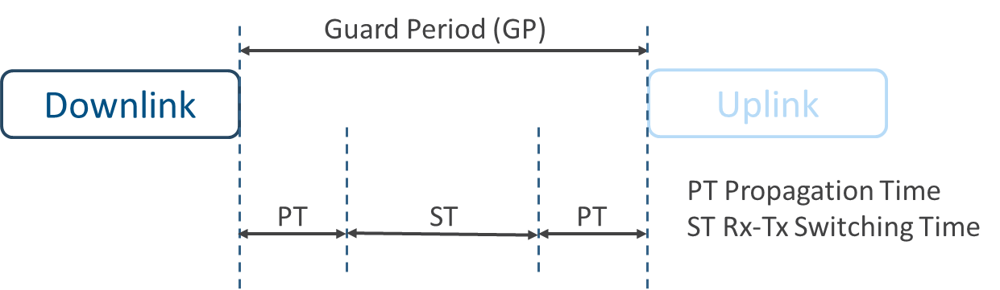 Guard Period (GP)
Downlink
Uplink
PT
ST
PT
PT Propagation Time
ST Rx-Tx Switching Time